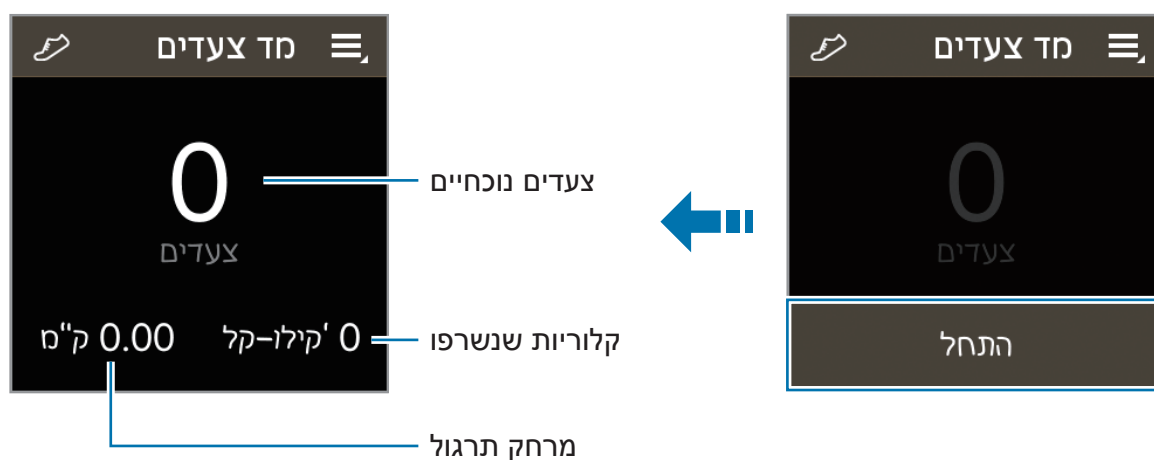 מד צעדים
0
צעדים
התחל
מד צעדים
0
צעדים
0 קילו-קל'
0.00 ק"מ
צעדים נוכחיים
קלוריות שנשרפו
מרחק תרגול